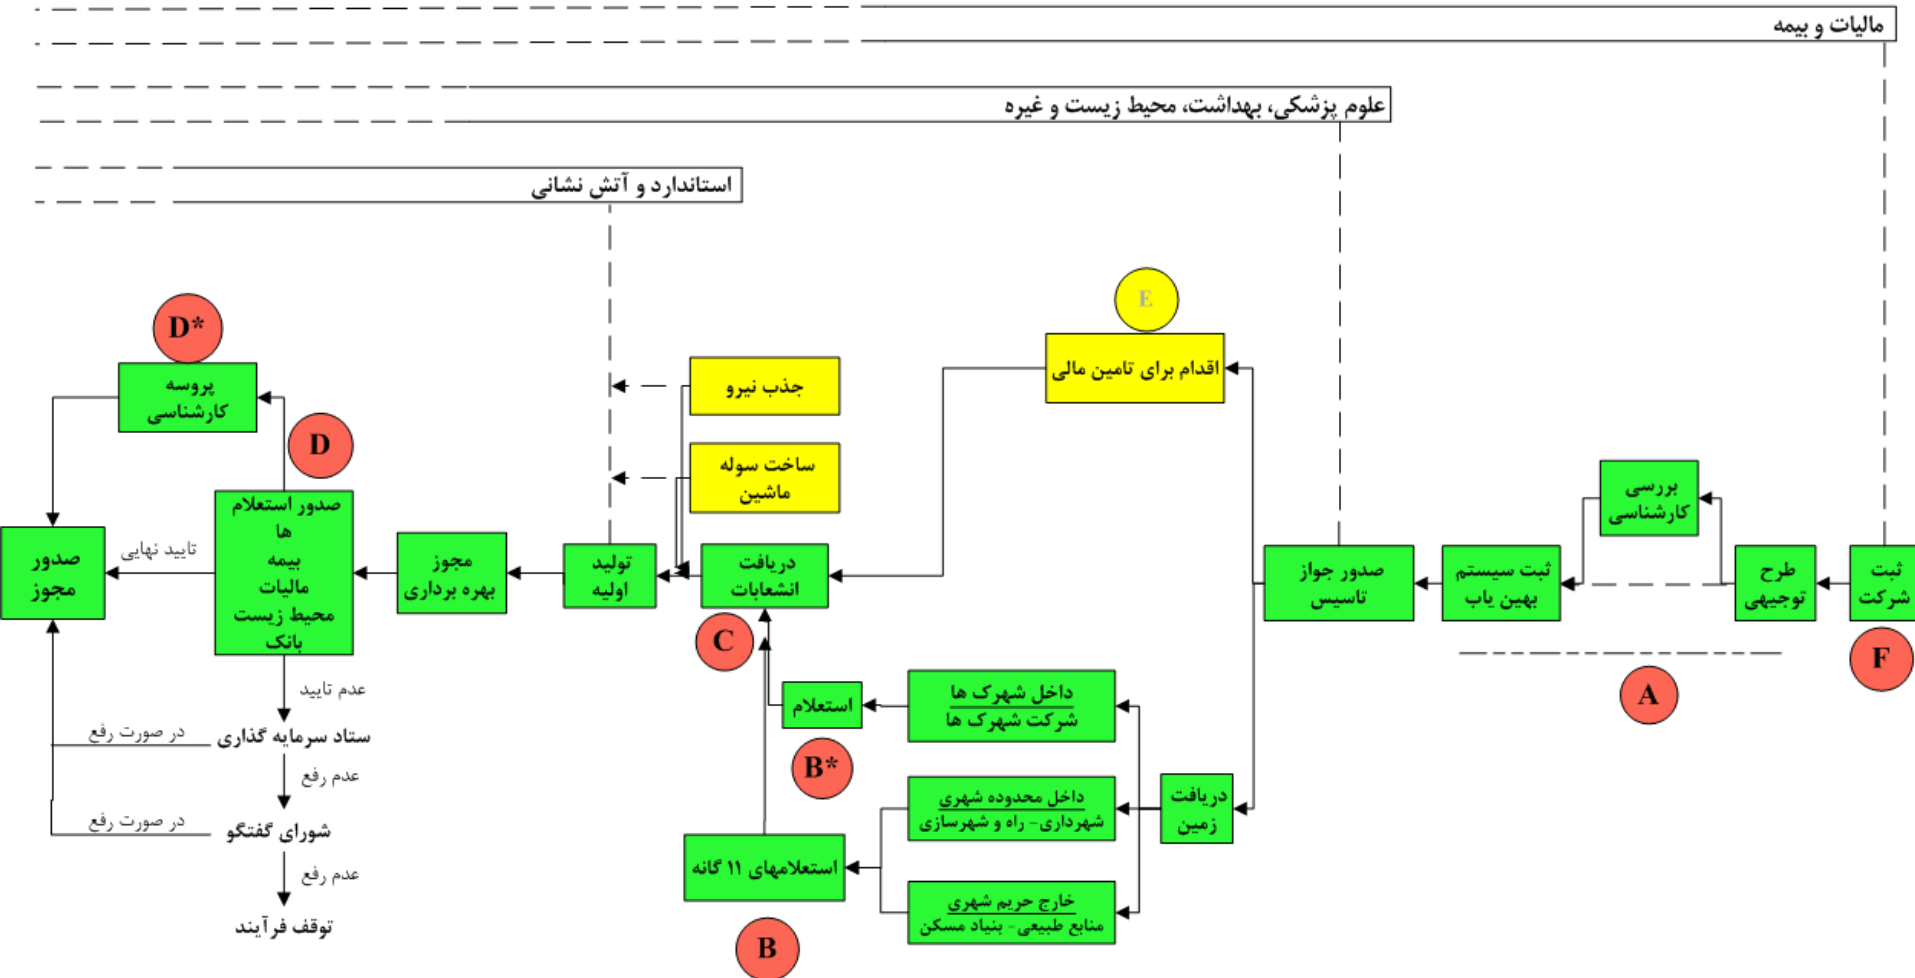 مالیات و بیمه
علوم پزشکی، بهداشت، محیط زیست و غیره
استاندارد و آتش نشانی
ثبت
شرکت
F
طرح
توجیهی
بررسی
کارشناسی
ثبت سیستم
بهین یاب
A
صدور جواز
تاسیس
E
اقدام برای تامین مالی
دریافت
زمین
داخل شهرک ها
شرکت شهرک ها
داخل محدوده شهری
شهرداری- راه و شهرسازی
خارج حریم شهری
منابع طبیعی- بنیاد مسکن
استعلام
B*
استعلامهای ۱۱ گانه
B
دریافت
انشعابات
C
جذب نیرو
ساخت سوله
ماشین
تولید
اولیه
مجوز
بهره برداری
صدور استعلام
ها
بیمه
مالیات
محیط زیست
بانک
D
پروسه
کارشناسی
D*
تایید نهایی
صدور
مجوز
عدم تایید
ستاد سرمایه گذاری
در صورت رفع
عدم رفع
شورای گفتگو
در صورت رفع
عدم رفع
توقف فرآیند